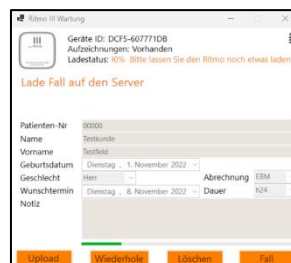 Ritmo III Wartung
Geräte ID: DCF5-607771DB
Aufzeichnungen: Vorhanden
Ladestatus: Bitte lassen Sie den Ritmo noch etwas laden
Lade Fall auf den Server
Patienten-Nr 00000
Name Testkunde
Vorname Testfeld
Geburtsdatum Dienstag , 1. November 2022
Geschlecht Herr Abrechnung EBM
Wunschtermin Dienstag , 8. November 2022 Dauer h24
Notiz
Upload Wiederhole Löschen Fall